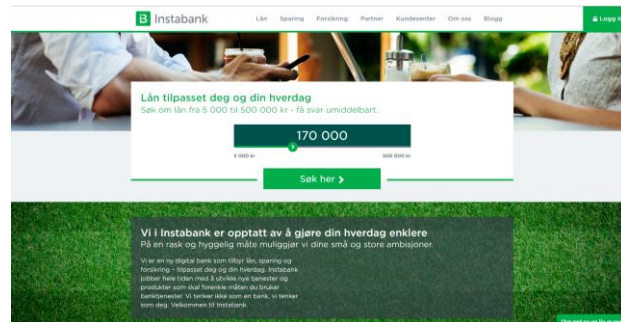 Instabank
Lån Sparing Forsikring Partner Kundesenter Om oss Blogg
Logg
Lån tilpasset deg og din hverdag
Søk om lån fra 5 000 til 500 000 kr - få svar umiddelbart.
170 000
5 000 kr 500 000 kr
Søk her
Vi i Instabank er opptatt av å gjøre din hverdag enklere
På en rask og hyggelig måte muliggjør vi dine små og store ambisjoner.
Vi er en ny digital bank som tilbyr lån, sparing og
forsikring – tilpasset deg og din hverdag. Instabank
jobber hele tiden med å utvikle nye tjenester og
produkter som skal forenkle måten du bruker
banktjenester. Vi tenker ikke som en bank, vi tenker
som deg. Velkommen til Instabank.